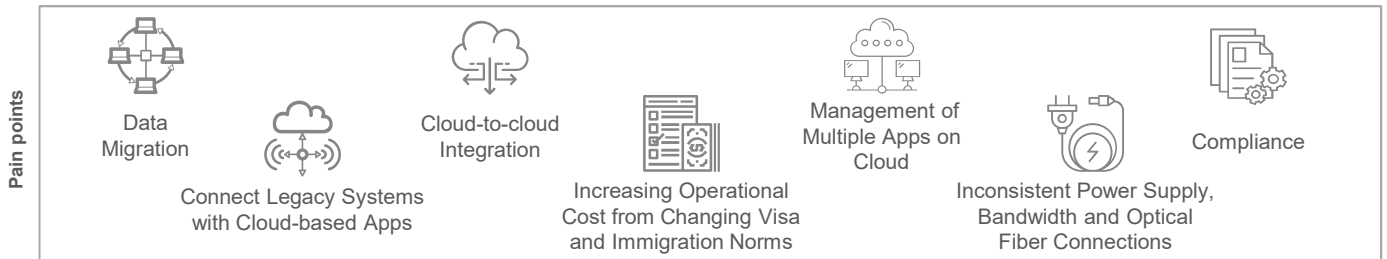 Pain points
Data
Migration
Connect Legacy Systems
with Cloud-based Apps
Cloud-to-cloud
Integration
Increasing Operational
Cost from Changing Visa
and Immigration Norms
Management of
Multiple Apps on
Cloud
Inconsistent Power Supply,
Bandwidth and Optical
Fiber Connections
Compliance